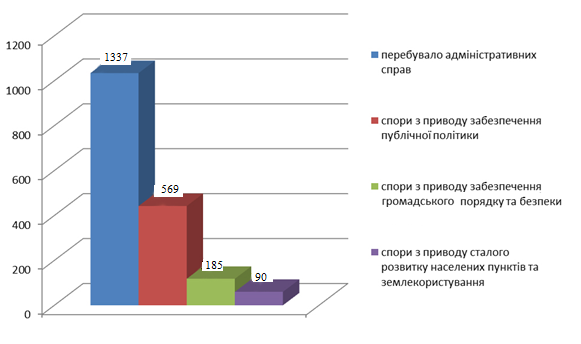 1200
1000
800
600
400
200
0
1337
569
185
90
перебувало адміністративних
справ
спори з приводу забезпечення
публічної політики
спори з приводу забезпечення
громадського порядку та безпеки
спори з приводу сталого
розвитку населених пунктів та
землекористування